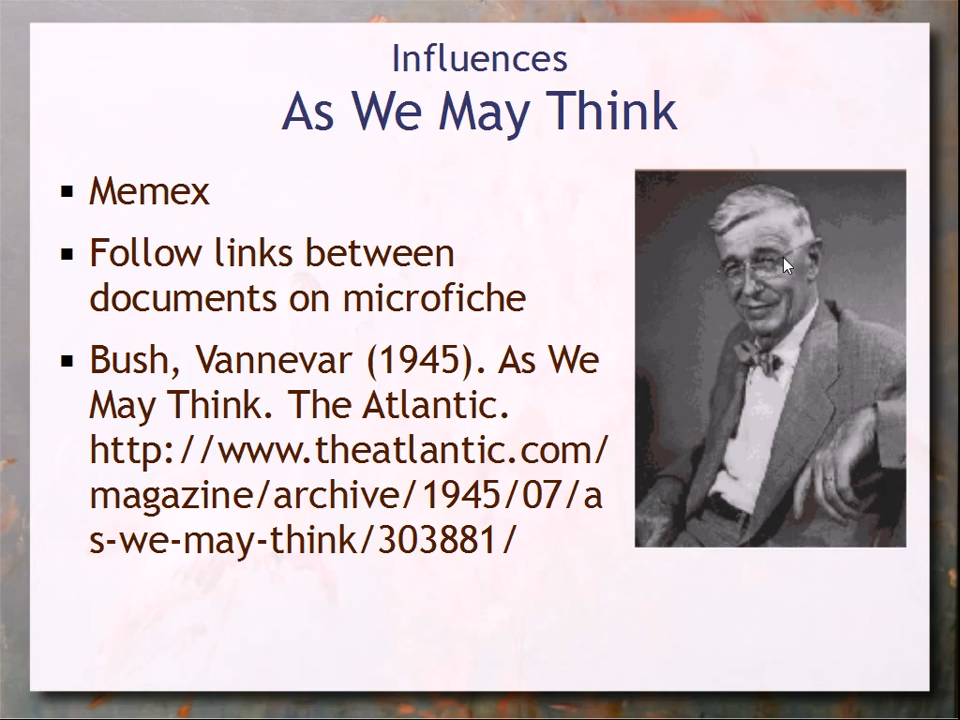 Influences
As We May Think
Memex
Follow links between
documents on microfiche
Bush, Vannevar (1945). As We
May Think. The Atlantic.
http://www.theatlantic.com/
magazine/archive/1945/07/a
s-we-may-think/303881/